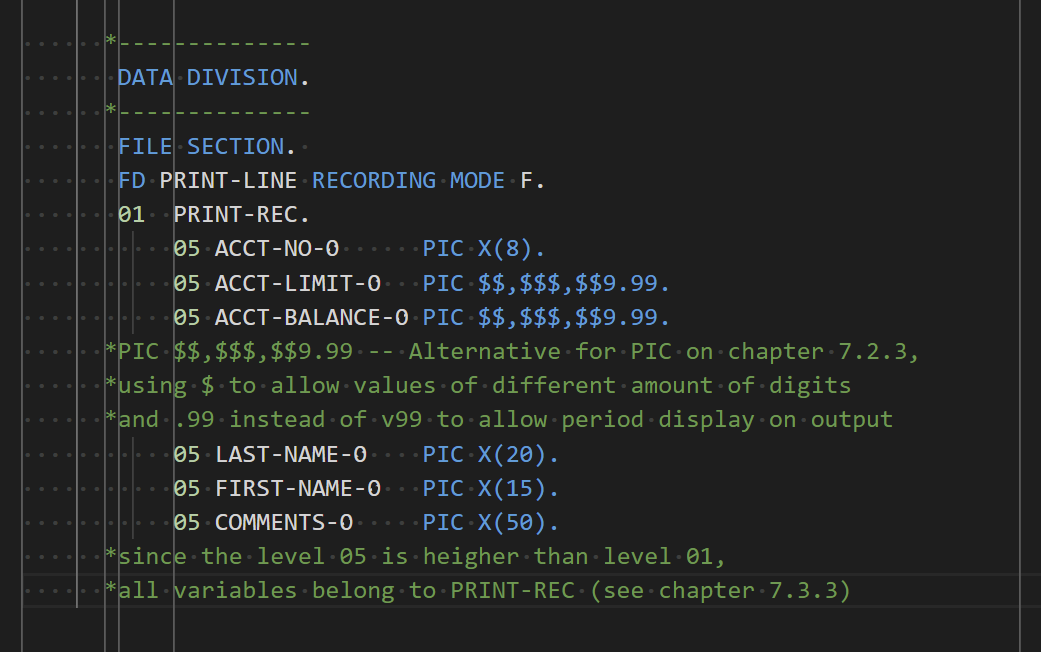 *--------------
DATA DIVISION.
*--------------
FILE SECTION.
FD PRINT-LINE RECORDING MODE F.
01  PRINT-REC.
05 ACCT-NO-O      PIC X(8).
05 ACCT-LIMIT-O   PIC $$,$$$,$$9.99.
05 ACCT-BALANCE-O PIC $$,$$$,$$9.99.
*PIC $$,$$$,$$9.99 -- Alternative for PIC on chapter 7.2.3,
*using $ to allow values of different amount of digits
*and .99 instead of v99 to allow period display on output
05 LAST-NAME-O    PIC X(20).
05 FIRST-NAME-O   PIC X(15).
05 COMMENTS-O     PIC X(50).
*since the level 05 is heigher than level 01,
*all variables belong to PRINT-REC (see chapter 7.3.3)